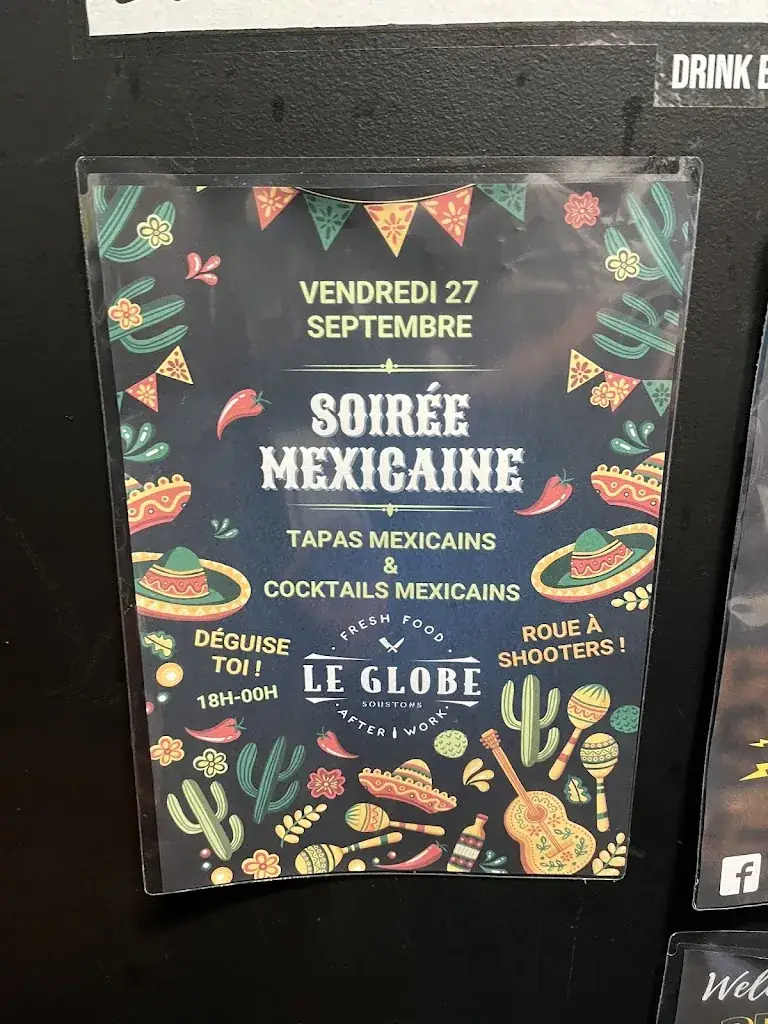 DRINK
VENDREDI 27
SEPTEMBRE
SOIRÉE
MEXICAINE
TAPAS MEXICAINS
&
COCKTAILS MEXICAINS
DÉGUISE
TOI !
18H-00H
FRESH FOOD
LE GLOBE
SOUSTONS
AFTER WORK
ROUE À
SHOOTERS !
f